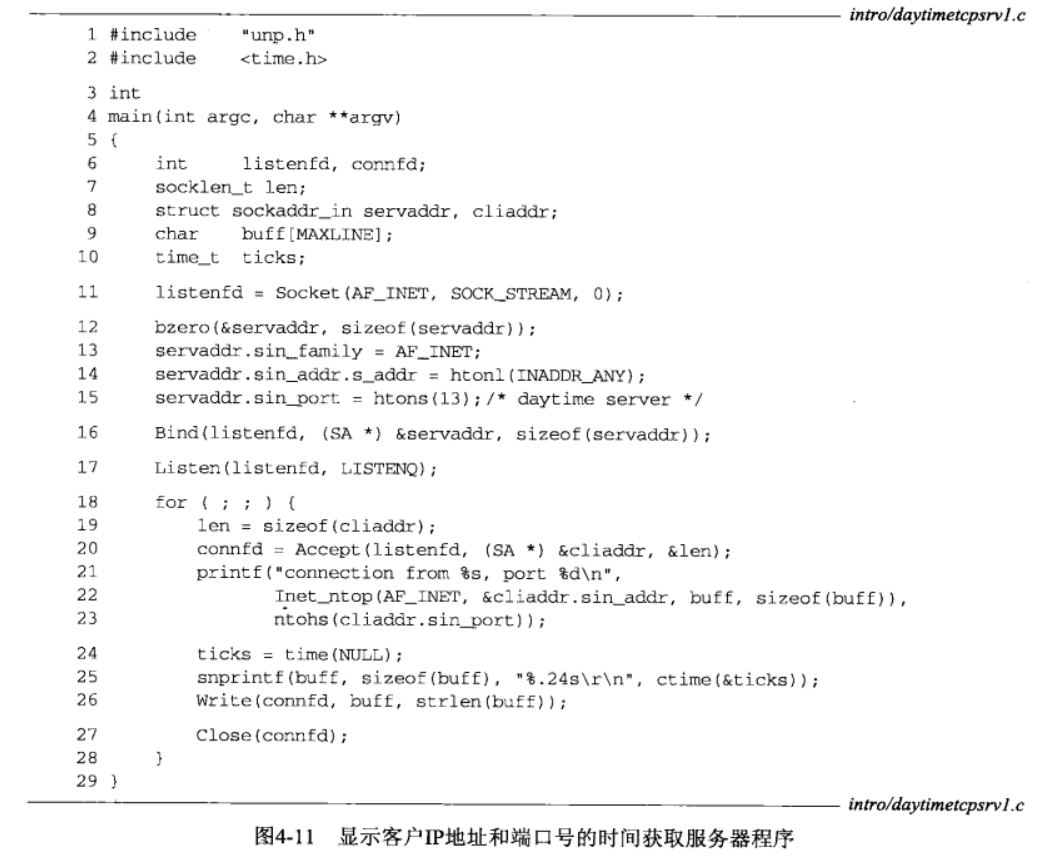 intro/daytimetcpsrv1.c
1 #include    "unp.h"
2 #include    <time.h>
3 int
4 main(int argc, char **argv)
5 {
6     int     listenfd, connfd;
7     socklen_t len;
8     struct sockaddr_in servaddr, cliaddr;
9     char    buff[MAXLINE];
10     time_t  ticks;
11     listenfd = Socket(AF_INET, SOCK_STREAM, 0);
12     bzero(&servaddr, sizeof(servaddr));
13     servaddr.sin_family = AF_INET;
14     servaddr.sin_addr.s_addr = htonl(INADDR_ANY);
15     servaddr.sin_port = htons(13);/* daytime server */
16     Bind(listenfd, (SA *) &servaddr, sizeof(servaddr));
17     Listen(listenfd, LISTENQ);
18     for ( ; ; ) {
19         len = sizeof(cliaddr);
20         connfd = Accept(listenfd, (SA *) &cliaddr, &len);
21         printf("connection from %s, port %d\n",
22                Inet_ntop(AF_INET, &cliaddr.sin_addr, buff, sizeof(buff)),
23                ntohs(cliaddr.sin_port));
24         ticks = time(NULL);
25         snprintf(buff, sizeof(buff), "%.24s\r\n", ctime(&ticks));
26         Write(connfd, buff, strlen(buff));
27         Close(connfd);
28     }
29 }
intro/daytimetcpsrv1.c
图4-11 显示客户IP地址和端口号的时间获取服务器程序